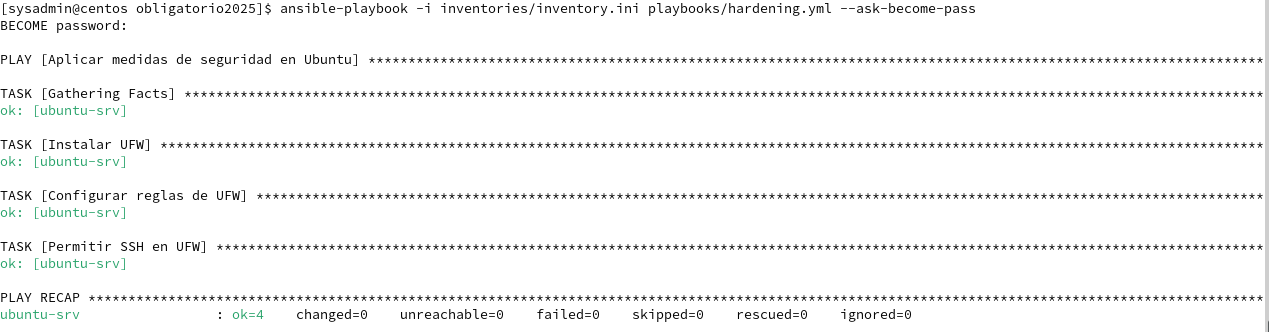 [sysadmin@centos obligatorio2025]$ ansible-playbook -i inventories/inventory.ini playbooks/hardening.yml --ask-become-pass
BECOME password:
PLAY [Aplicar medidas de seguridad en Ubuntu] ****************************************************************************************************************
TASK [Gathering Facts] ***************************************************************************************************************************************
ok: [ubuntu-srv]
TASK [Instalar UFW] ******************************************************************************************************************************************
ok: [ubuntu-srv]
TASK [Configurar reglas de UFW] ******************************************************************************************************************************
ok: [ubuntu-srv]
TASK [Permitir SSH en UFW] ***********************************************************************************************************************************
ok: [ubuntu-srv]
PLAY RECAP ***************************************************************************************************************************************************
ubuntu-srv                 : ok=4    changed=0    unreachable=0    failed=0    skipped=0    rescued=0    ignored=0